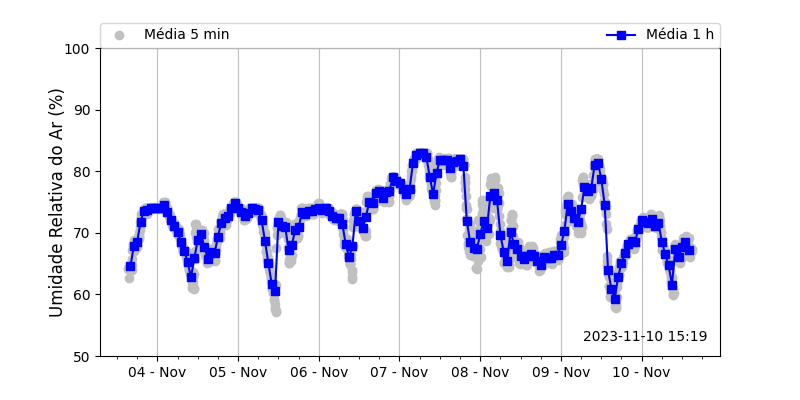 Média 5 min
Média 1 h
Umidade Relativa do Ar (%)
100
90
80
70
60
50
2023-11-10 15:19
04 - Nov
05 - Nov
06 - Nov
07 - Nov
08 - Nov
09 - Nov
10 - Nov